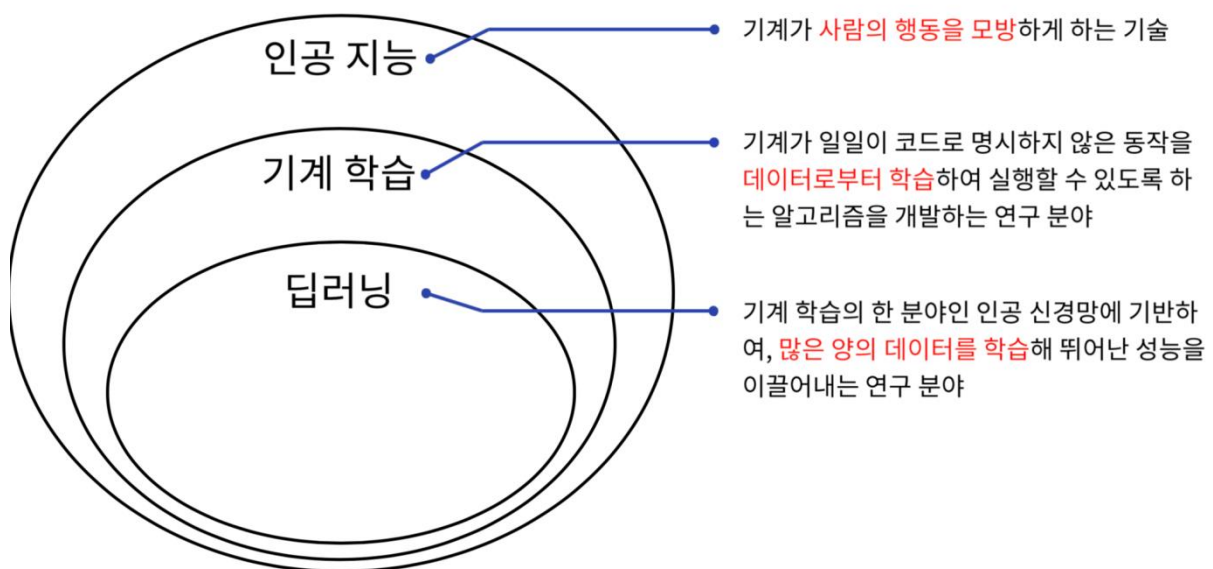 인공 지능
기계가 사람의 행동을 모방하게 하는 기술
기계 학습
기계가 일일이 코드로 명시하지 않은 동작을
데이터로부터 학습하여 실행할 수 있도록 하
는 알고리즘을 개발하는 연구 분야
딥러닝
기계 학습의 한 분야인 인공 신경망에 기반하
여, 많은 양의 데이터를 학습해 뛰어난 성능을
이끌어내는 연구 분야